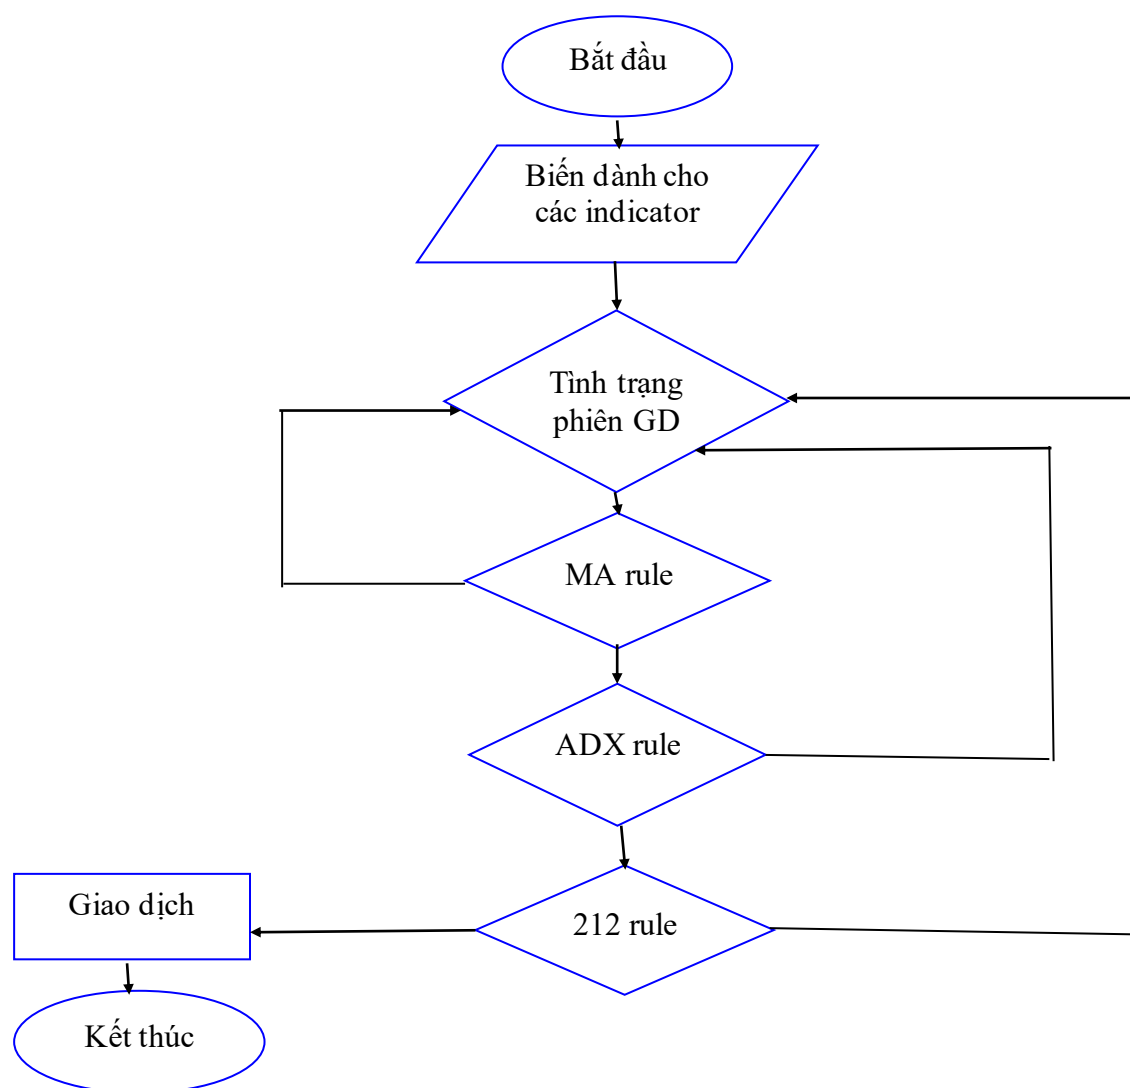 Bắt đầu
Biến dành cho
các indicator
Tình trạng
phiên GD
MA rule
ADX rule
212 rule
Giao dịch
Kết thúc